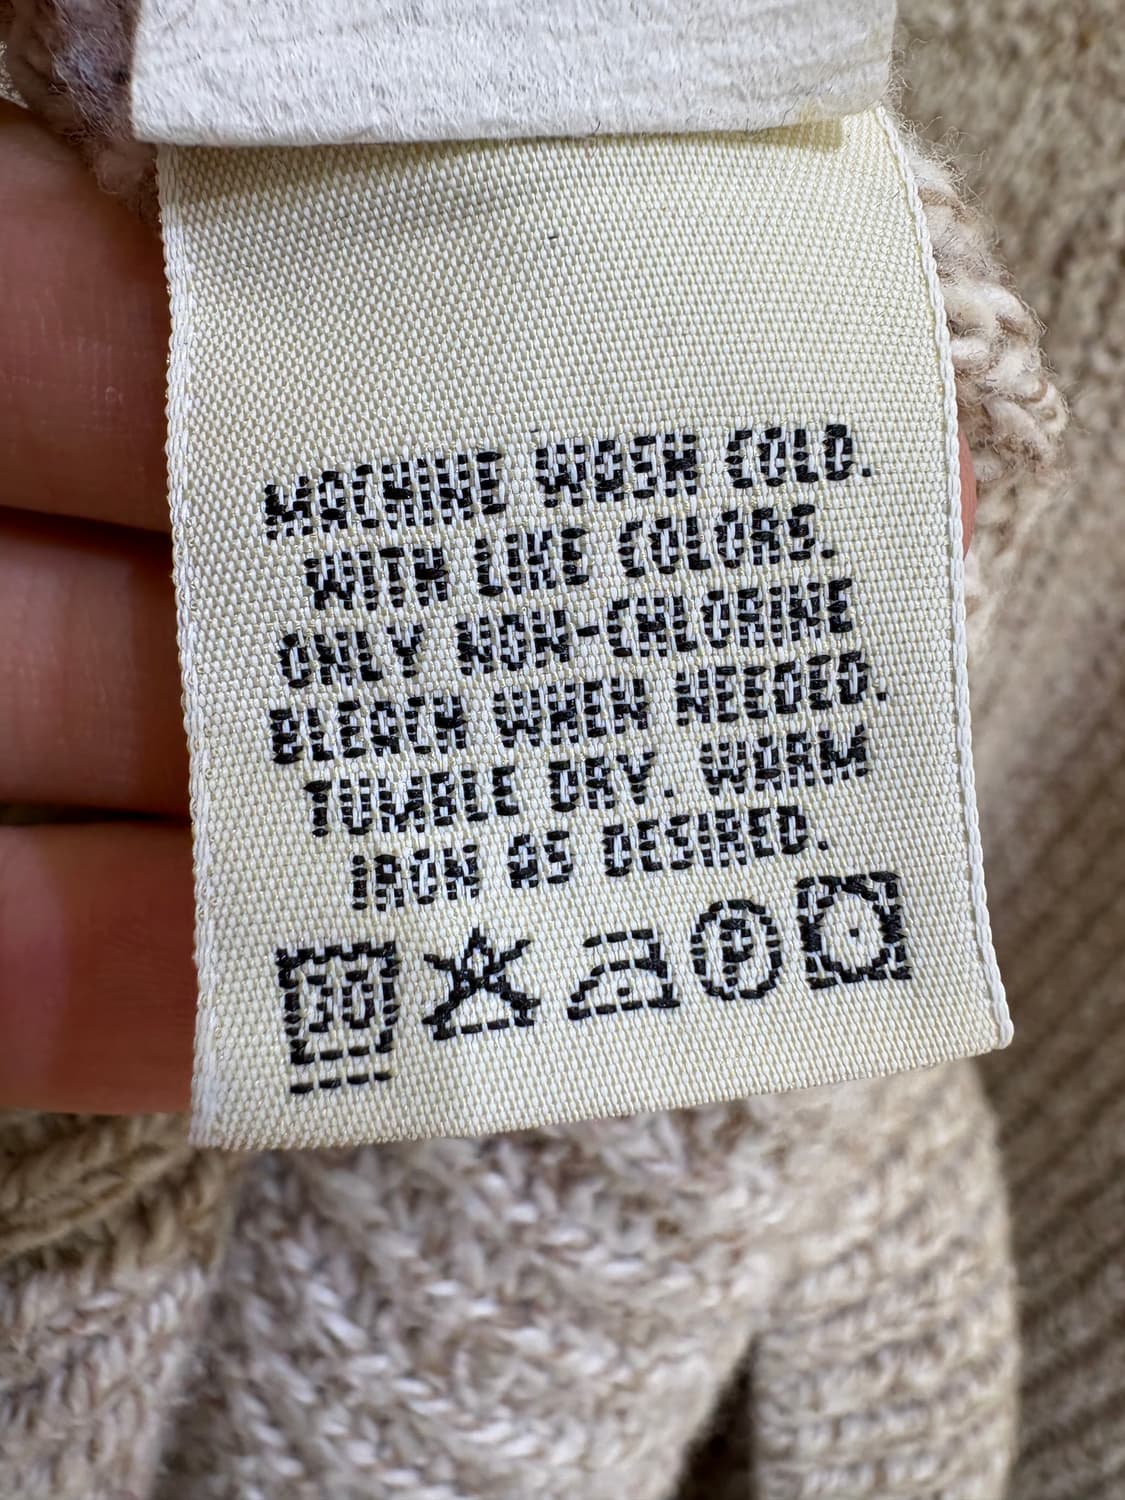 MACHINE WASH COLD.
WITH LIKE COLORS.
ONLY NON-CHLORINE
BLEACH WHEN NEEDED.
TUMBLE DRY. WARM
IRON AS DESIRED.
30 P